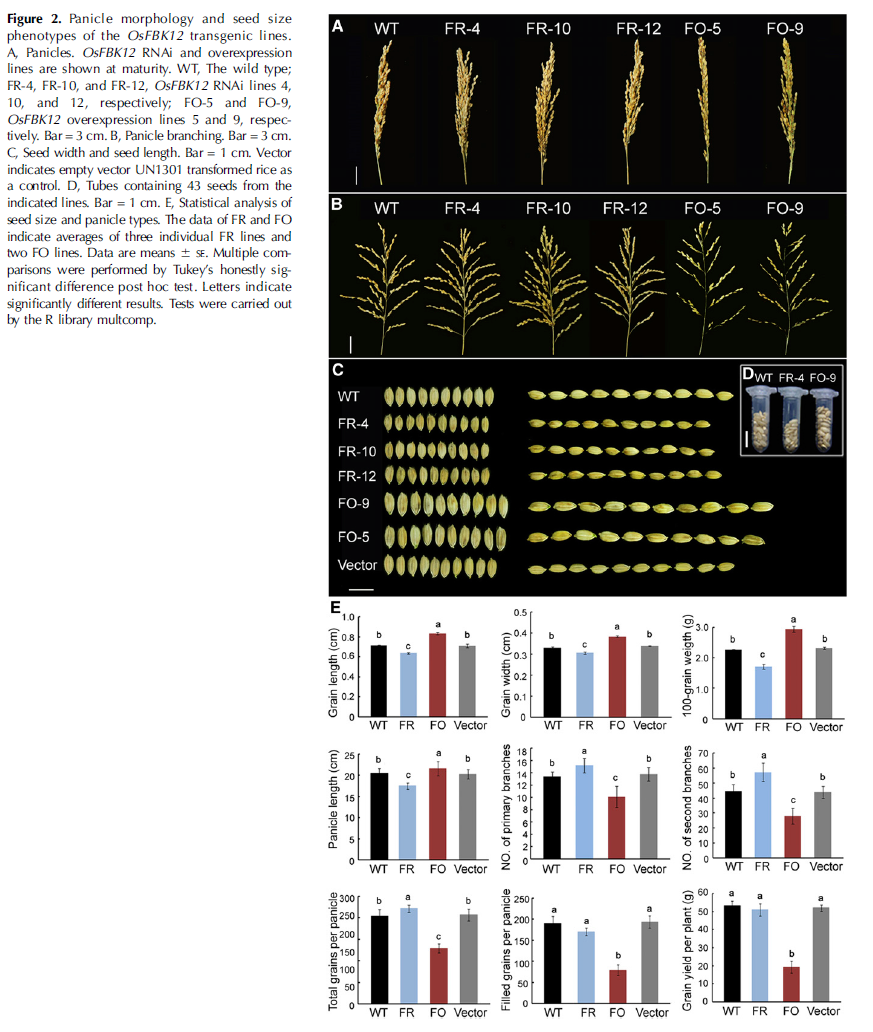 Figure 2. Panicle morphology and seed size
phenotypes of the OsFBK12 transgenic lines.
A, Panicles. OsFBK12 RNAi and overexpression
lines are shown at maturity. WT, The wild type;
FR-4, FR-10, and FR-12, OsFBK12 RNAi lines 4,
10, and 12, respectively; FO-5 and FO-9,
OsFBK12 overexpression lines 5 and 9, respec-
tively. Bar = 3 cm. B, Panicle branching. Bar = 3 cm.
C, Seed width and seed length. Bar = 1 cm. Vector
indicates empty vector UN1301 transformed rice as
a control. D, Tubes containing 43 seeds from the
indicated lines. Bar = 1 cm. E, Statistical analysis of
seed size and panicle types. The data of FR and FO
indicate averages of three individual FR lines and
two FO lines. Data are means ± SE. Multiple com-
parisons were performed by Tukey's honestly sig-
nificant difference post hoc test. Letters indicate
significantly different results. Tests were carried out
by the R library multcomp.
A
WT FR-4 FR-10 FR-12 FO-5 FO-9
B
WT FR-4 FR-10 FR-12 FO-5 FO-9
C
WT
FR-4
FR-10
FR-12
FO-9
FO-5
Vector
D
WT FR-4 FO-9
E
Grain length (cm)
1.0
0.8
0.6
0.4
0.2
0
b c a b
WT FR FO Vector
Grain width (cm)
0.5
0.4
0.3
0.2
0.1
0
b c a b
WT FR FO Vector
100-grain weigth (g)
3.0
2.0
1.0
0
b c a b
WT FR FO Vector
Panicle length (cm)
25
20
15
10
5
0
b c a b
WT FR FO Vector
NO. of primary branches
18
16
14
12
10
8
6
4
2
0
b a c b
WT FR FO Vector
NO. of second branches
70
60
50
40
30
20
10
0
b a c b
WT FR FO Vector
Total grains per panicle
300
250
200
150
100
50
0
b a c b
WT FR FO Vector
Filled grains per panicle
250
200
150
100
50
0
a a b a
WT FR FO Vector
Grain yield per plant (g)
60
50
40
30
20
10
0
a a b a
WT FR FO Vector